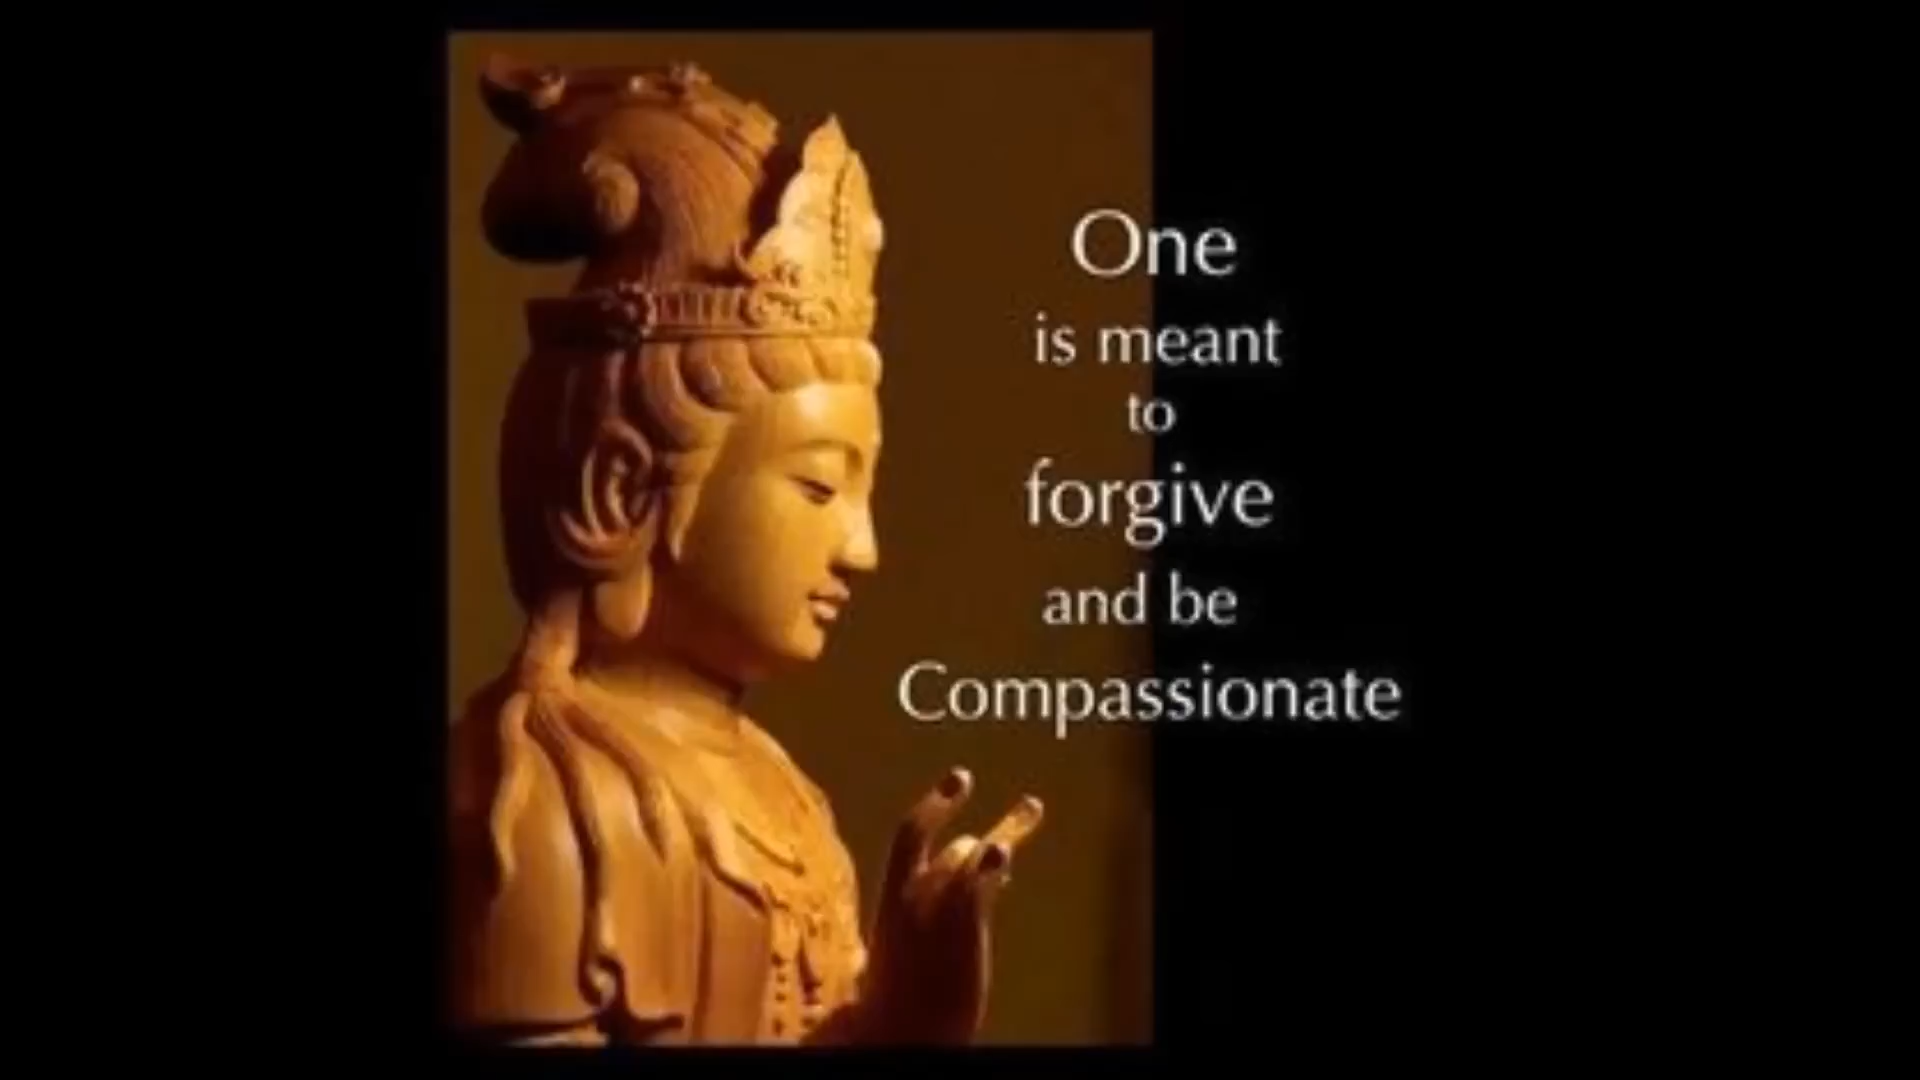 One
is meant
to
forgive
and be
Compassionate